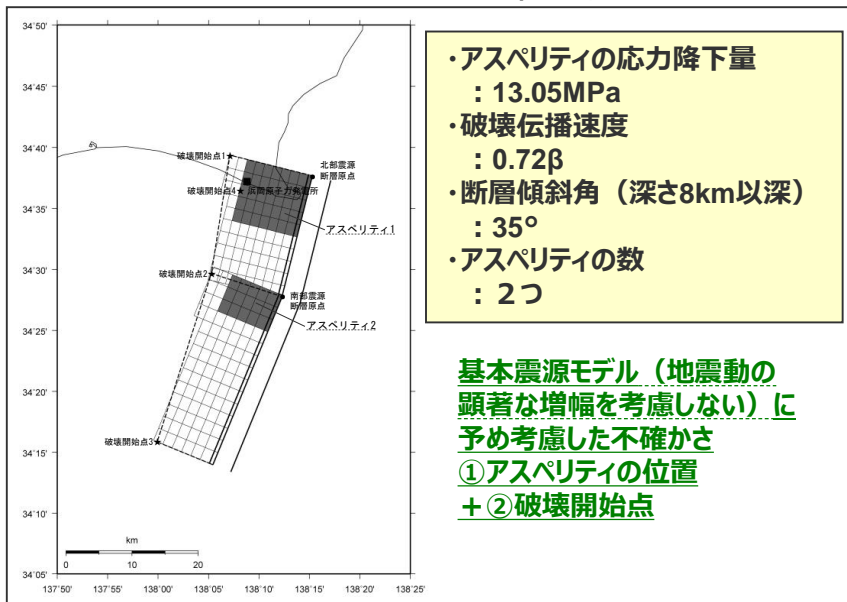 34°50'
34°45'
34°40'
34°35'
34°30'
34°25'
34°20'
34°15'
34°10'
34°05'
137°50'
137°55'
138°00'
138°05'
138°10'
138°15'
138°20'
138°25'
破壊開始点1
北部震源
断層原点
破壊開始点4
浜岡原子力発電所
アスペリティ1
破壊開始点2
南部震源
断層原点
アスペリティ2
破壊開始点3
km
0 10 20
・アスペリティの応力降下量
：13.05MPa
・破壊伝播速度
：0.72β
・断層傾斜角（深さ8km以深）
：35°
・アスペリティの数
：２つ
基本震源モデル（地震動の
顕著な増幅を考慮しない）に
予め考慮した不確かさ
①アスペリティの位置
＋②破壊開始点